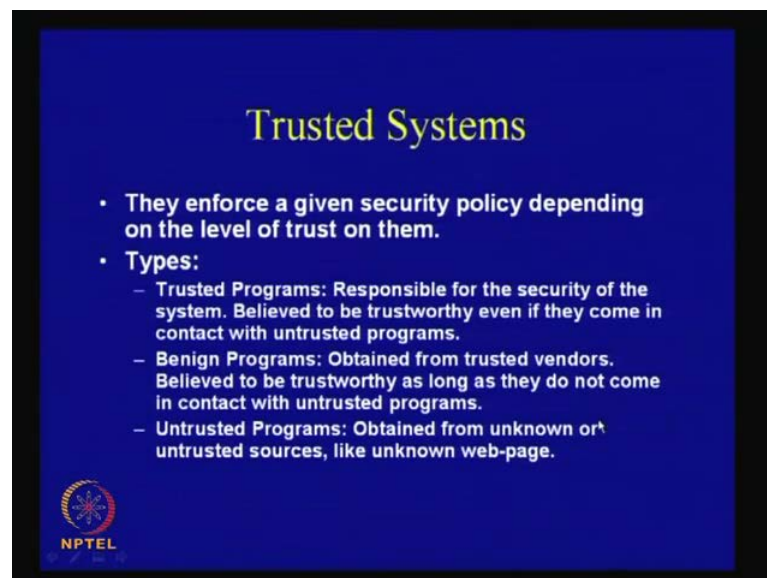 Trusted Systems
• They enforce a given security policy depending
on the level of trust on them.
• Types:
– Trusted Programs: Responsible for the security of the
system. Believed to be trustworthy even if they come in
contact with untrusted programs.
– Benign Programs: Obtained from trusted vendors.
Believed to be trustworthy as long as they do not come
in contact with untrusted programs.
– Untrusted Programs: Obtained from unknown or
untrusted sources, like unknown web-page.
NPTEL